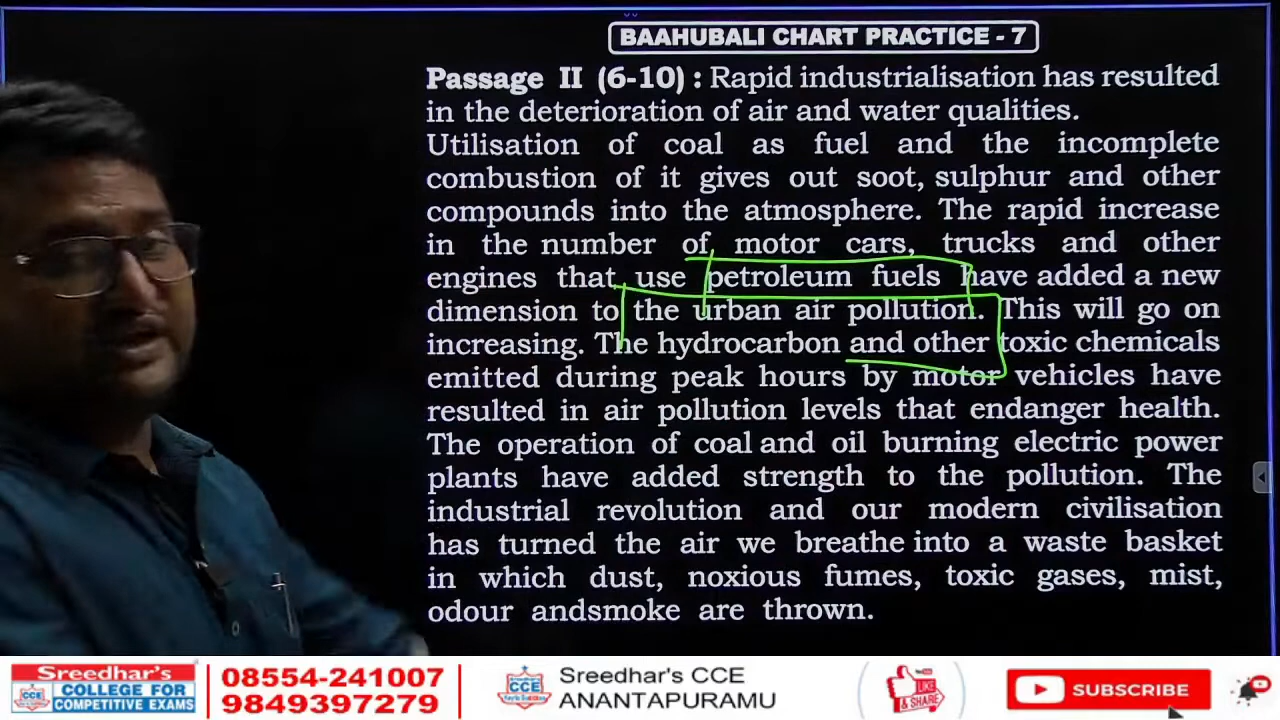 BAAHUBALI CHART PRACTICE - 7
Passage II (6-10) : Rapid industrialisation has resulted
in the deterioration of air and water qualities.
Utilisation of coal as fuel and the incomplete
combustion of it gives out soot, sulphur and other
compounds into the atmosphere. The rapid increase
in the number of motor cars, trucks and other
engines that use petroleum fuels have added a new
dimension to the urban air pollution. This will go on
increasing. The hydrocarbon and other toxic chemicals
emitted during peak hours by motor vehicles have
resulted in air pollution levels that endanger health.
The operation of coal and oil burning electric power
plants have added strength to the pollution. The
industrial revolution and our modern civilisation
has turned the air we breathe into a waste basket
in which dust, noxious fumes, toxic gases, mist,
odour andsmoke are thrown.
Sreedhar's
CCE
COLLEGE FOR
COMPETITIVE EXAMS
08554-241007
9849397279
CCE
Sreedhar's CCE
ANANTAPURAMU
LIKE
& SHARE
SUBSCRIBE